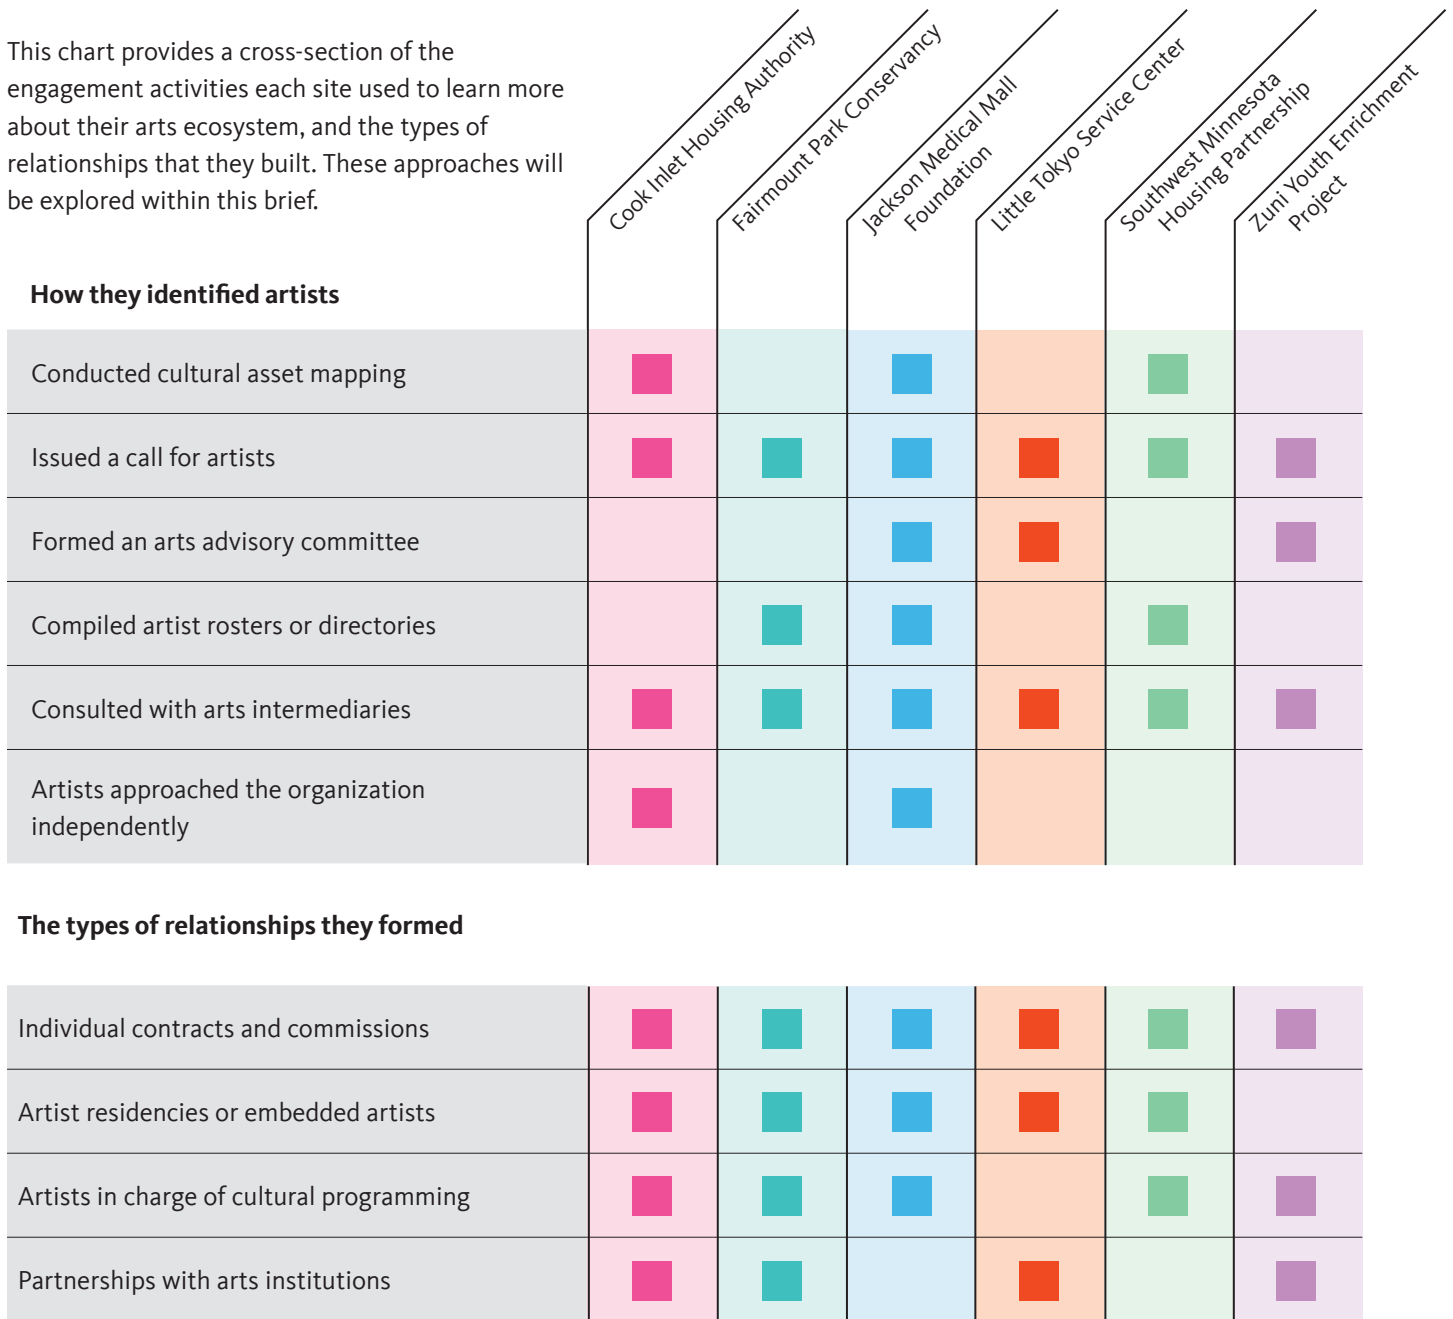 This chart provides a cross-section of the
engagement activities each site used to learn more
about their arts ecosystem, and the types of
relationships that they built. These approaches will
be explored within this brief.
Cook Inlet Housing Authority
Fairmount Park Conservancy
Jackson Medical Mall
Foundation
Little Tokyo Service Center
Southwest Minnesota
Housing Partnership
Zuni Youth Enrichment
Project
How they identified artists
Conducted cultural asset mapping
Issued a call for artists
Formed an arts advisory committee
Compiled artist rosters or directories
Consulted with arts intermediaries
Artists approached the organization
independently
The types of relationships they formed
Individual contracts and commissions
Artist residencies or embedded artists
Artists in charge of cultural programming
Partnerships with arts institutions